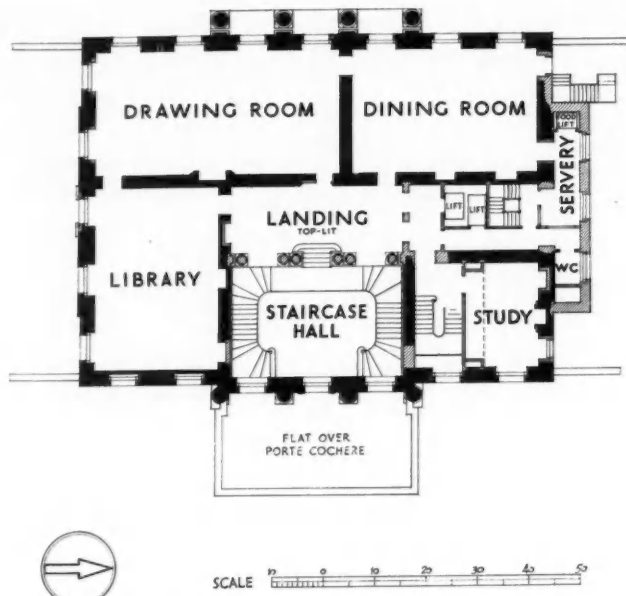 DRAWING ROOM
DINING ROOM
FOOD
LIFT
SERVERY
LIFT
LIFT
LANDING
TOP-LIT
LIBRARY
STAIRCASE
HALL
STUDY
WC
FLAT OVER
PORTE COCHERE
SCALE
10 0 10 20 30 40 50